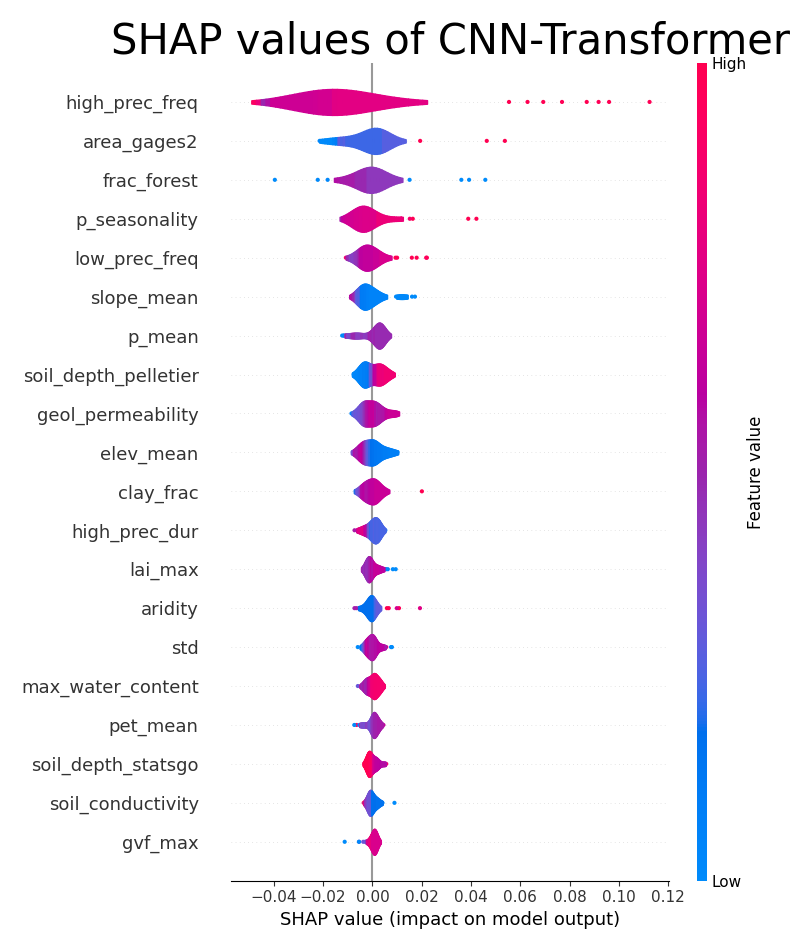 SHAP values of CNN-Transformer
High
high_prec_freq
area_gages2
frac_forest
p_seasonality
low_prec_freq
slope_mean
p_mean
soil_depth_pelletier
geol_permeability
elev_mean
clay_frac
high_prec_dur
lai_max
aridity
std
max_water_content
pet_mean
soil_depth_statsgo
soil_conductivity
gvf_max
Feature value
Low
−0.04 −0.02 0.00 0.02 0.04 0.06 0.08 0.10 0.12
SHAP value (impact on model output)